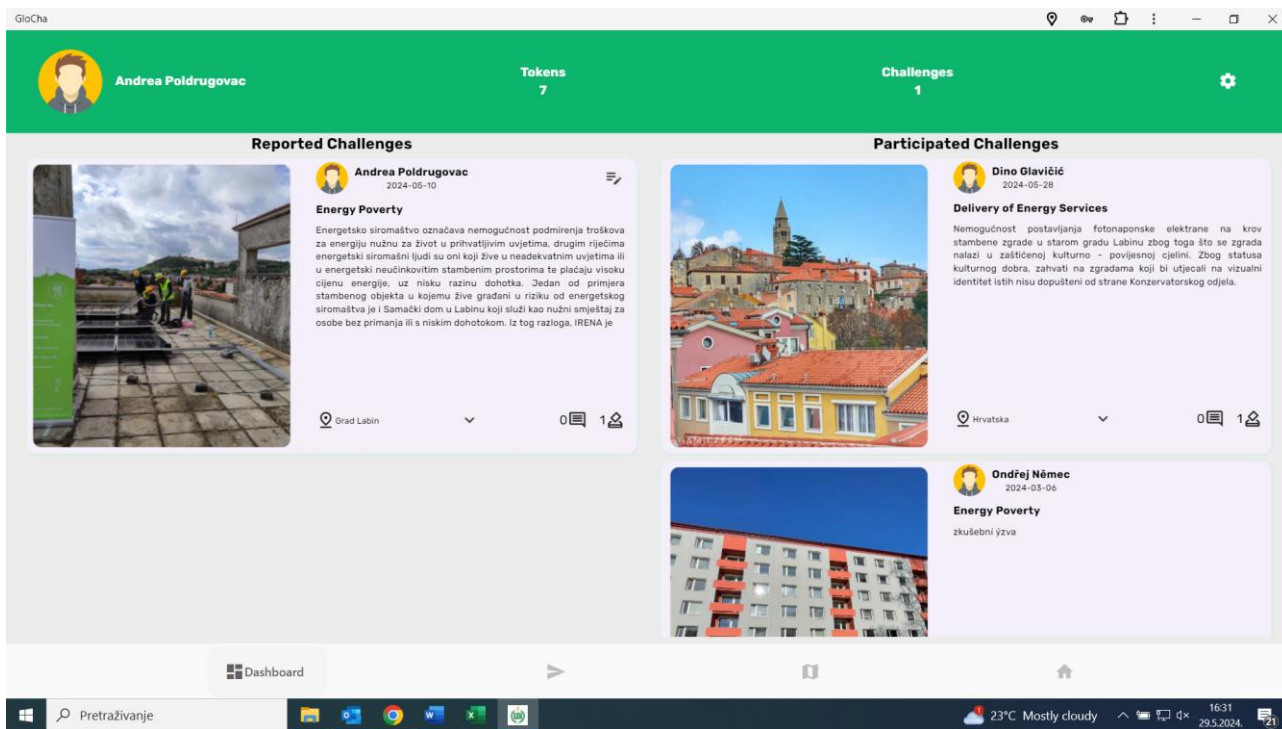 GloCha
Andrea Poldrugovac
Tokens
7
Challenges
1
Reported Challenges
Andrea Poldrugovac
2024-05-10
Energy Poverty
Energetsko siromaštvo označava nemogućnost podmirenja troškova
za energiju nužnu za život u prihvatljivim uvjetima, drugim riječima
energetski siromašni ljudi su oni koji žive u neadekvatnim uvjetima ili
u energetski neučinkovitim stambenim prostorima te plaćaju visoku
cijenu energije, uz nisku razinu dohotka. Jedan od primjera
stambenog objekta u kojemu žive građani u riziku od energetskog
siromaštva je i Samački dom u Labinu koji služi kao nužni smještaj za
osobe bez primanja ili s niskim dohotokom. Iz tog razloga, IRENA je
Grad Labin
0 1
Participated Challenges
Dino Glavičić
2024-05-28
Delivery of Energy Services
Nemogućnost postavljanja fotonaponske elektrane na krov
stambene zgrade u starom gradu Labinu zbog toga što se zgrada
nalazi u zaštićenoj kulturno - povijesnoj cjelini. Zbog statusa
kulturnog dobra, zahvati na zgradama koji bi utjecali na vizualni
identitet istih nisu dopušteni od strane Konzervatorskog odjela.
Hrvatska
0 1
Ondřej Němec
2024-03-06
Energy Poverty
zkušební ýzva
Dashboard
Pretraživanje
23°C Mostly cloudy
16:31
29.5.2024.
21